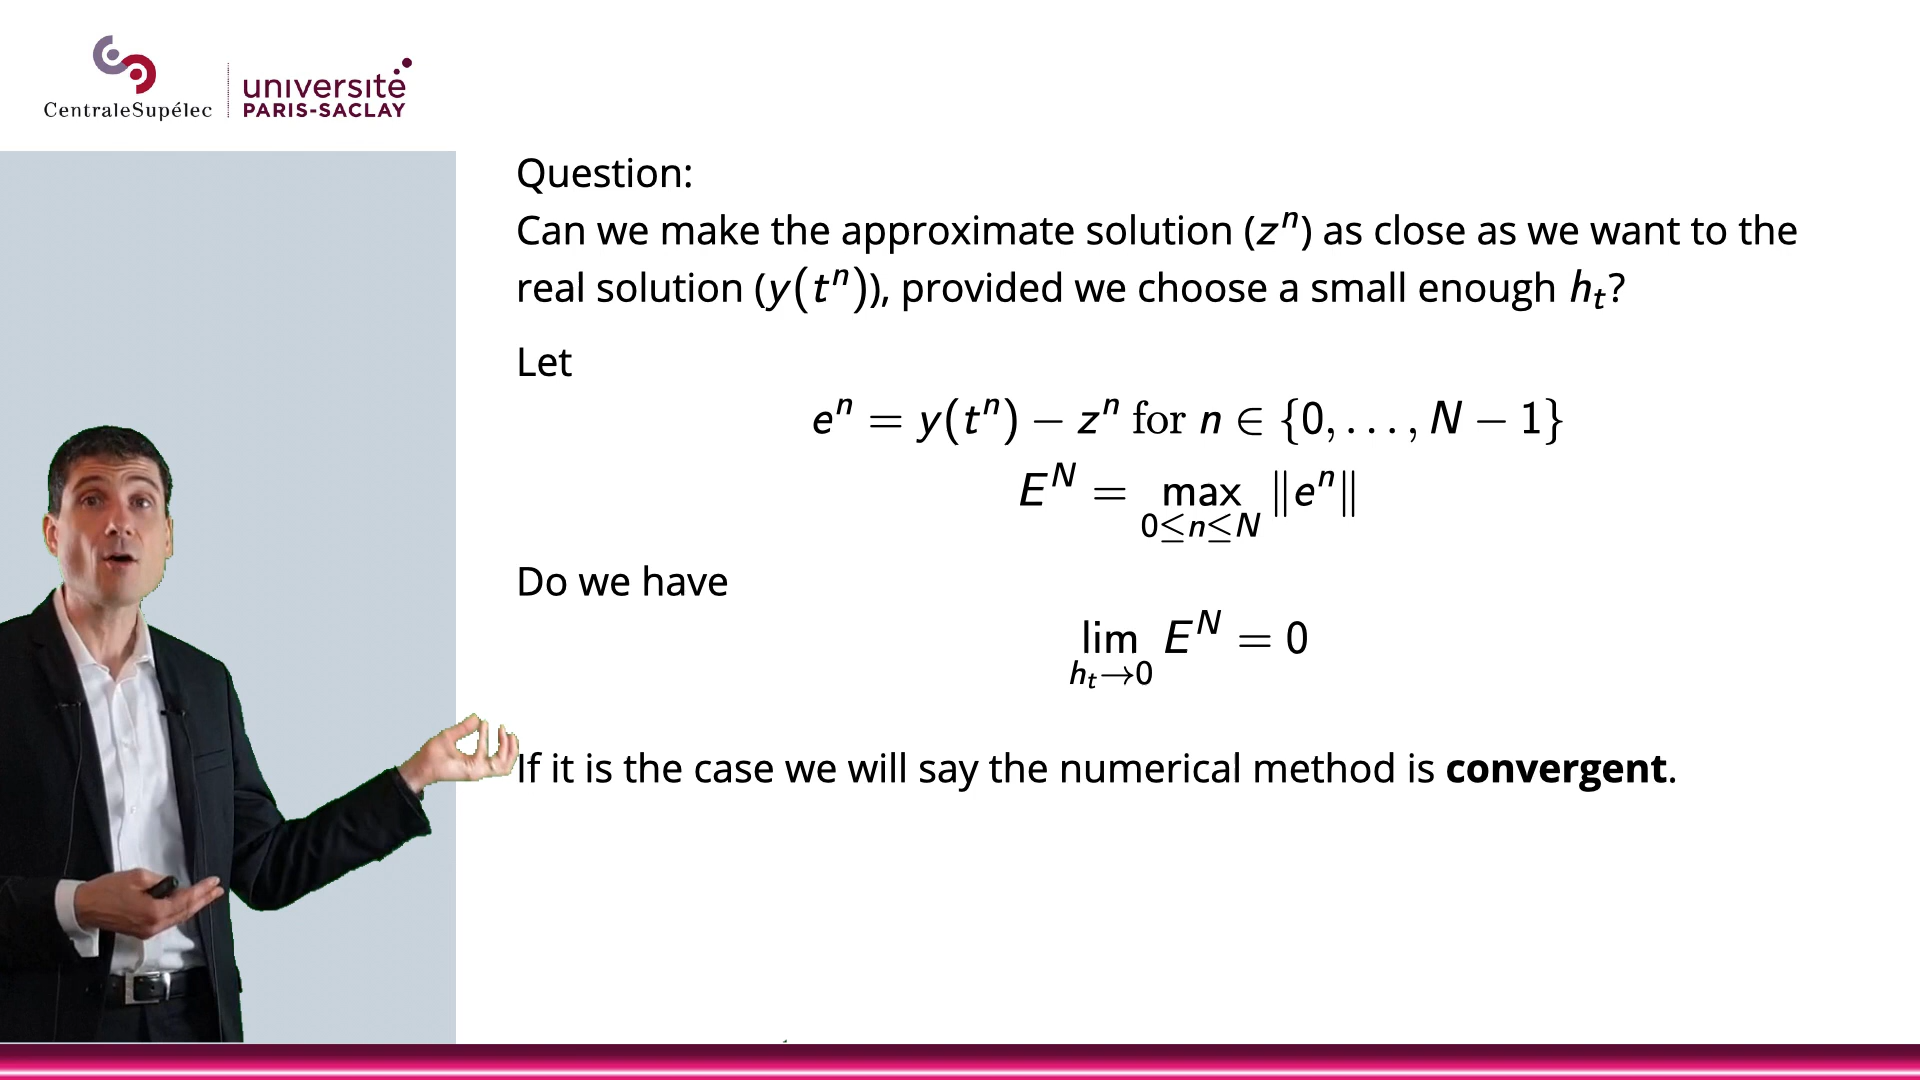 CentraleSupélec
université
PARIS-SACLAY
Question:
Can we make the approximate solution (zⁿ) as close as we want to the
real solution (y(tⁿ)), provided we choose a small enough hₜ?
Let
eⁿ = y(tⁿ) − zⁿ for n ∈ {0, . . . , N − 1}
Eᴺ = max ‖eⁿ‖
0≤n≤N
Do we have
lim Eᴺ = 0
hₜ→0
If it is the case we will say the numerical method is convergent.